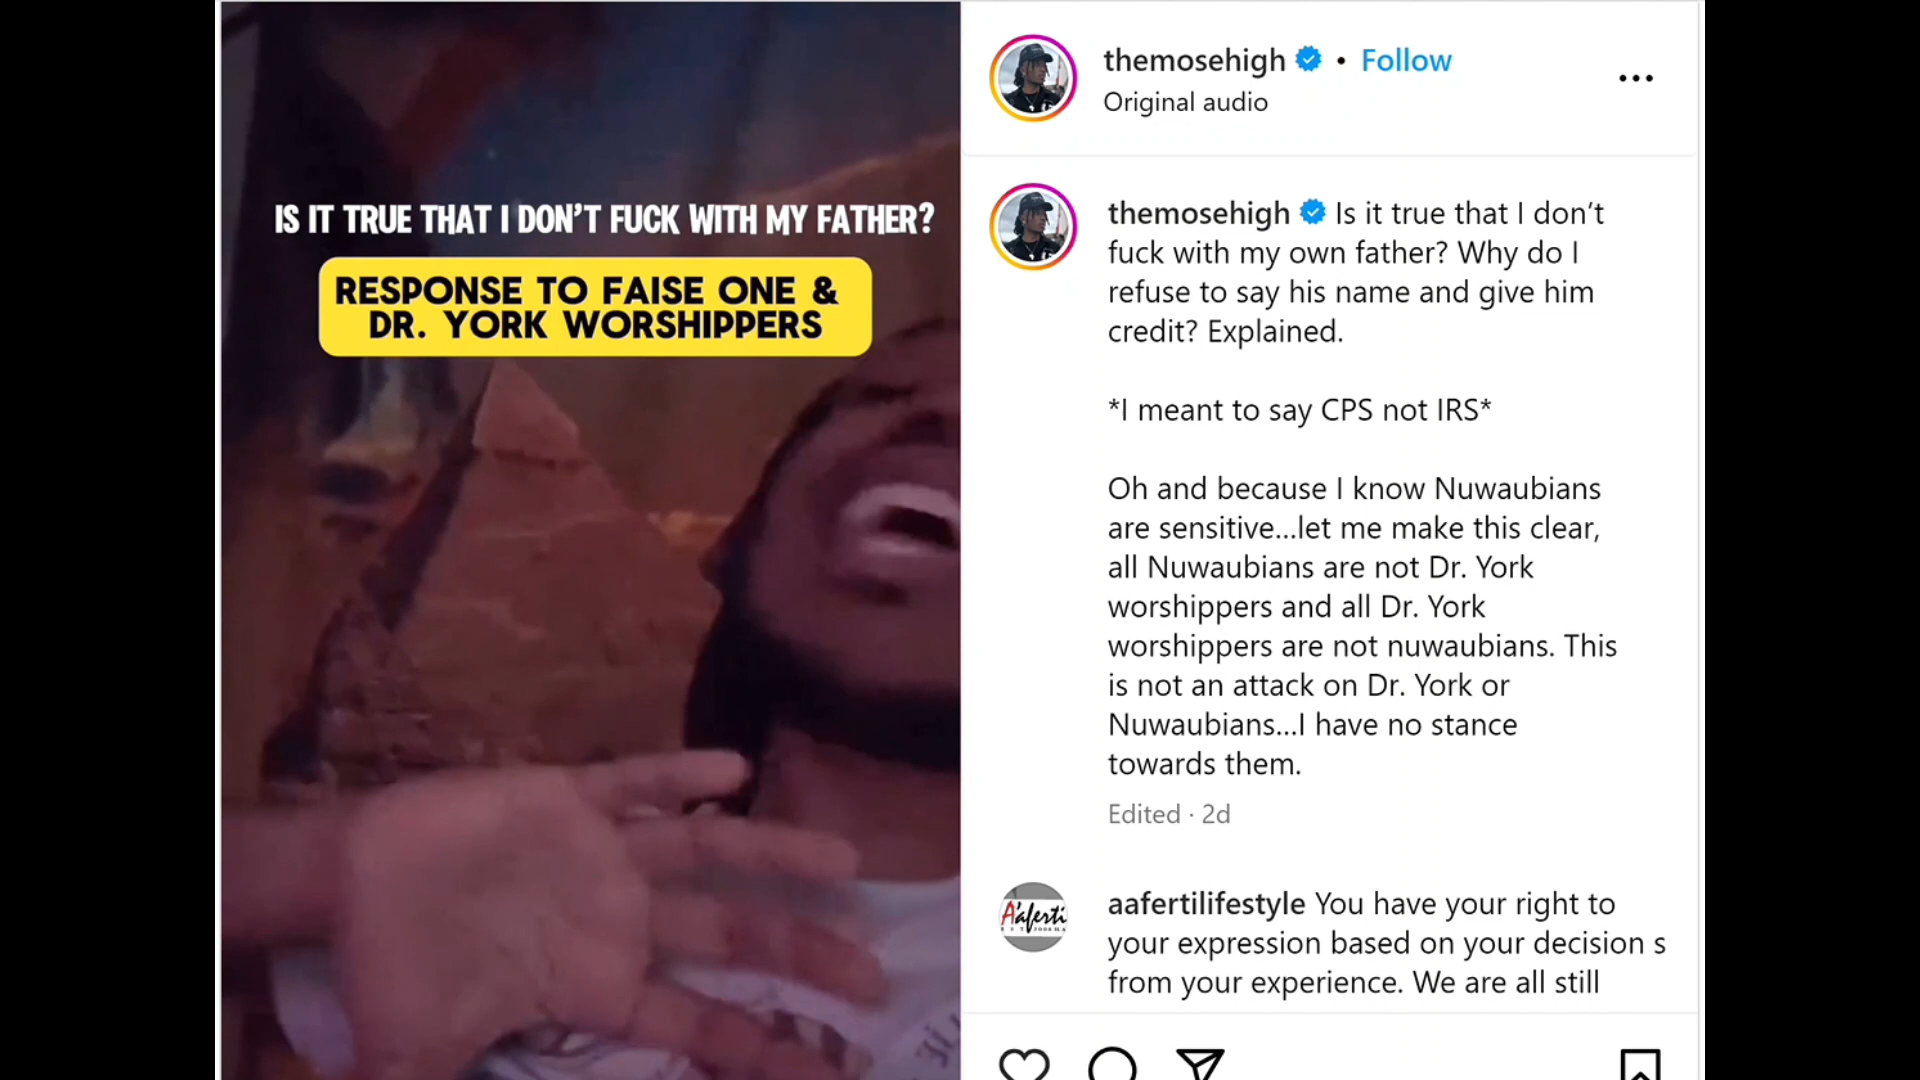 IS IT TRUE THAT I DON'T FUCK WITH MY FATHER?
RESPONSE TO FAISE ONE &
DR. YORK WORSHIPPERS
themosehigh • Follow
Original audio
themosehigh Is it true that I don't
fuck with my own father? Why do I
refuse to say his name and give him
credit? Explained.
*I meant to say CPS not IRS*
Oh and because I know Nuwaubians
are sensitive...let me make this clear,
all Nuwaubians are not Dr. York
worshippers and all Dr. York
worshippers are not nuwaubians. This
is not an attack on Dr. York or
Nuwaubians...I have no stance
towards them.
Edited · 2d
A'aferti
aafertilifestyle You have your right to
your expression based on your decision s
from your experience. We are all still